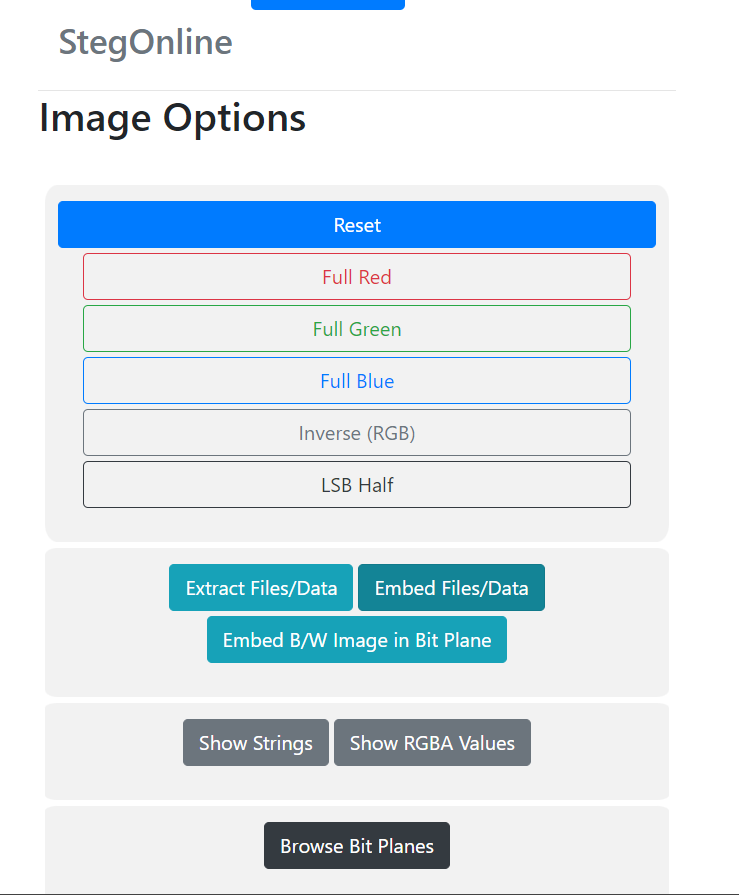 StegOnline
Image Options
Reset
Full Red
Full Green
Full Blue
Inverse (RGB)
LSB Half
Extract Files/Data Embed Files/Data
Embed B/W Image in Bit Plane
Show Strings Show RGBA Values
Browse Bit Planes